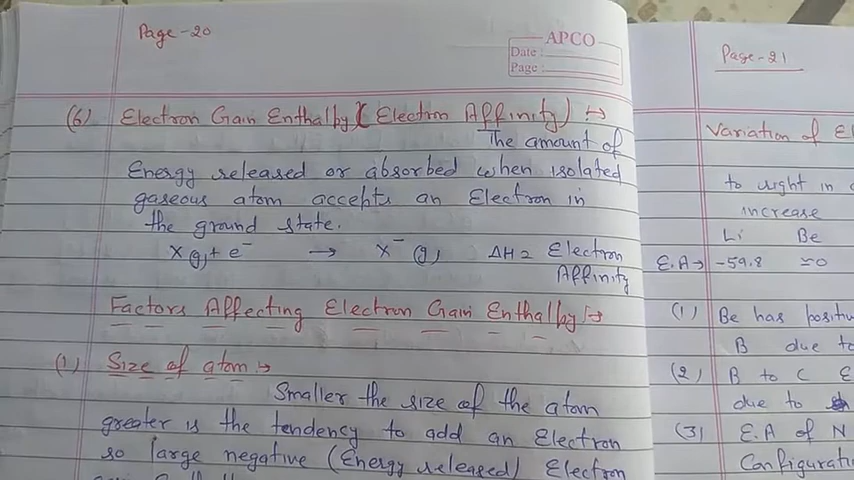 Page-20
APCO
Date:
Page:
(6) Electron Gain Enthalpy (Electron Affinity) :→
The amount of
Energy released or absorbed when isolated
gaseous atom accepts an Electron in
the ground state.
X(g) + e⁻ → X⁻(g) ΔH = Electron
Affinity
Factors Affecting Electron Gain Enthalpy :→
(1) Size of atom :→
Smaller the size of the atom
greater is the tendency to add an Electron
so large negative (Energy released) Electron
Page-21
Variation of
to right in
increase
Li Be
E.A→ -59.8 ≈0
(1) Be has
B due to
(2) B to C E
due to
(3) E.A of N